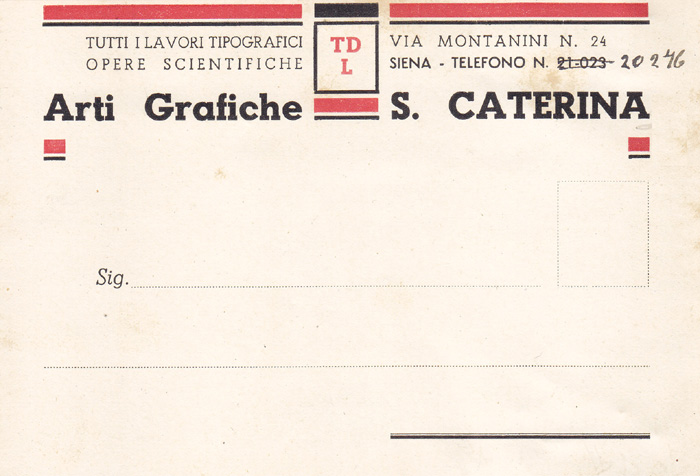 TUTTI I LAVORI TIPOGRAFICI
OPERE SCIENTIFICHE
TD
L
VIA MONTANINI N. 24
SIENA - TELEFONO N. 21-023 20246
Arti Grafiche S. CATERINA
Sig.